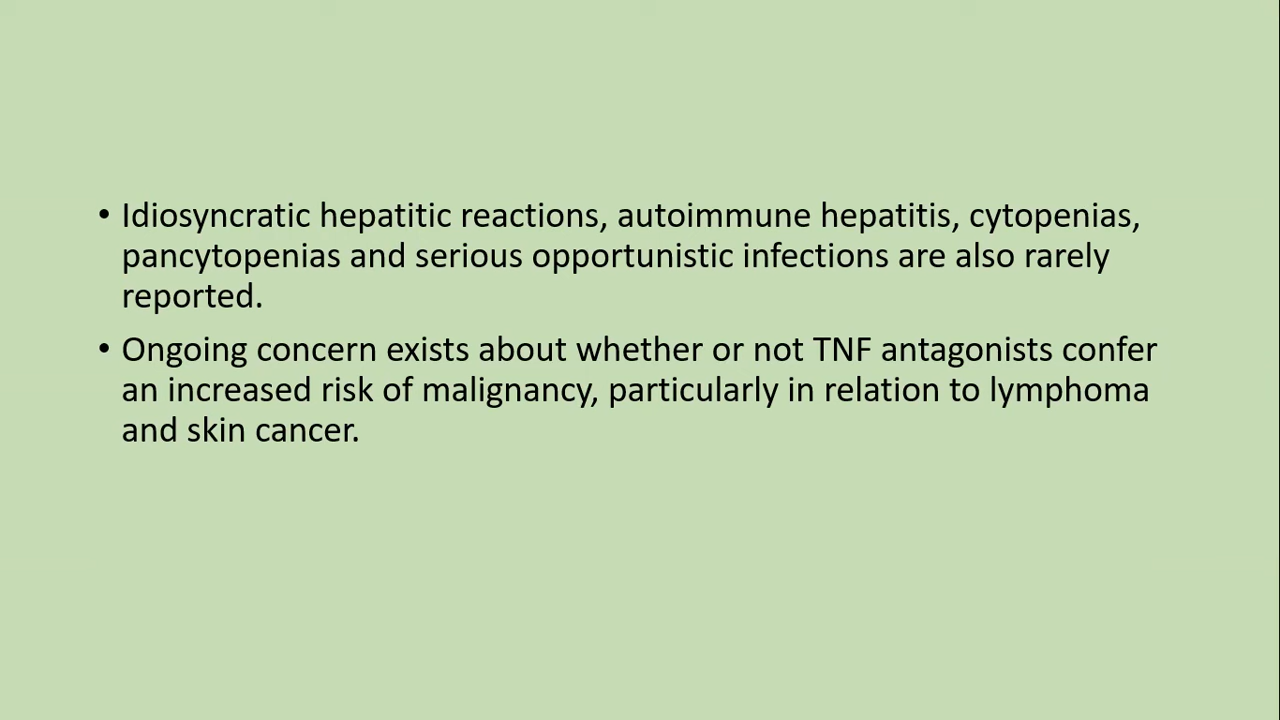 • Idiosyncratic hepatitic reactions, autoimmune hepatitis, cytopenias,
pancytopenias and serious opportunistic infections are also rarely
reported.
• Ongoing concern exists about whether or not TNF antagonists confer
an increased risk of malignancy, particularly in relation to lymphoma
and skin cancer.